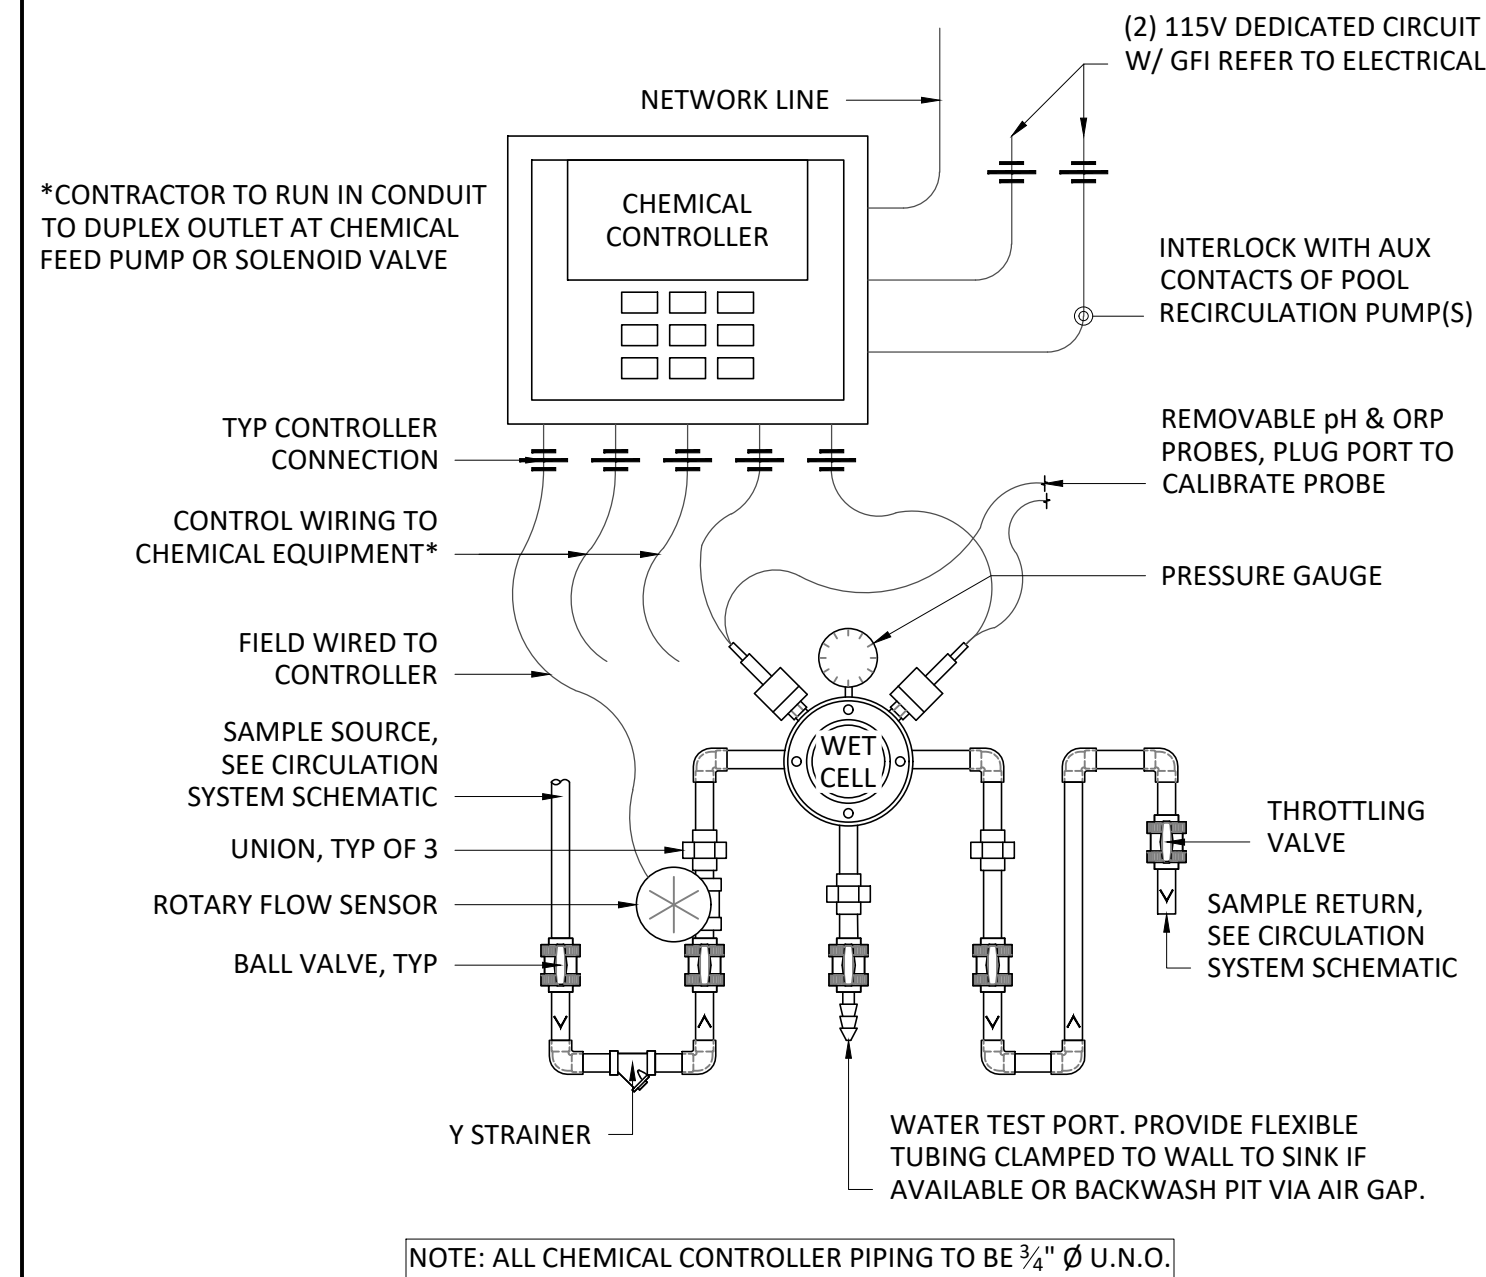 (2) 115V DEDICATED CIRCUIT
W/ GFI REFER TO ELECTRICAL
NETWORK LINE
*CONTRACTOR TO RUN IN CONDUIT
TO DUPLEX OUTLET AT CHEMICAL
FEED PUMP OR SOLENOID VALVE
CHEMICAL
CONTROLLER
INTERLOCK WITH AUX
CONTACTS OF POOL
RECIRCULATION PUMP(S)
TYP CONTROLLER
CONNECTION
REMOVABLE pH & ORP
PROBES, PLUG PORT TO
CALIBRATE PROBE
CONTROL WIRING TO
CHEMICAL EQUIPMENT*
PRESSURE GAUGE
FIELD WIRED TO
CONTROLLER
SAMPLE SOURCE,
SEE CIRCULATION
SYSTEM SCHEMATIC
WET
CELL
UNION, TYP OF 3
THROTTLING
VALVE
ROTARY FLOW SENSOR
SAMPLE RETURN,
SEE CIRCULATION
SYSTEM SCHEMATIC
BALL VALVE, TYP
Y STRAINER
WATER TEST PORT. PROVIDE FLEXIBLE
TUBING CLAMPED TO WALL TO SINK IF
AVAILABLE OR BACKWASH PIT VIA AIR GAP.
NOTE: ALL CHEMICAL CONTROLLER PIPING TO BE ¾" Ø U.N.O.